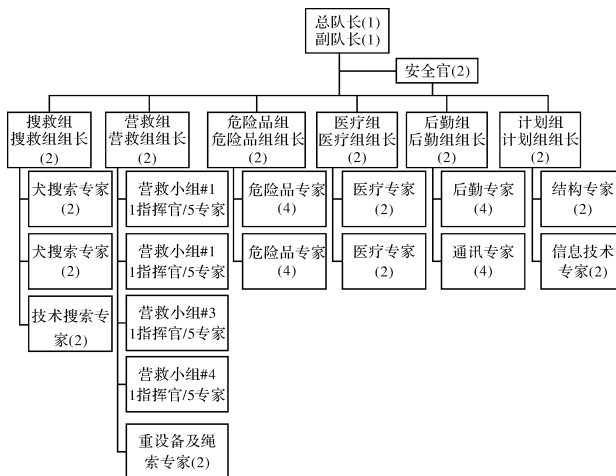 总队长(1)
副队长(1)
安全官(2)
搜救组
搜救组组长
(2)
营救组
营救组组长
(2)
危险品组
危险品组组长
(2)
医疗组
医疗组组长
(2)
后勤组
后勤组组长
(2)
计划组
计划组组长
(2)
犬搜索专家
(2)
犬搜索专家
(2)
技术搜索专
家(2)
营救小组#1
1指挥官/5专家
营救小组#1
1指挥官/5专家
营救小组#3
1指挥官/5专家
营救小组#4
1指挥官/5专家
重设备及绳
索专家(2)
危险品专家
(4)
危险品专家
(4)
医疗专家
(2)
医疗专家
(2)
后勤专家
(4)
通讯专家
(4)
结构专家
(2)
信息技术
专家(2)